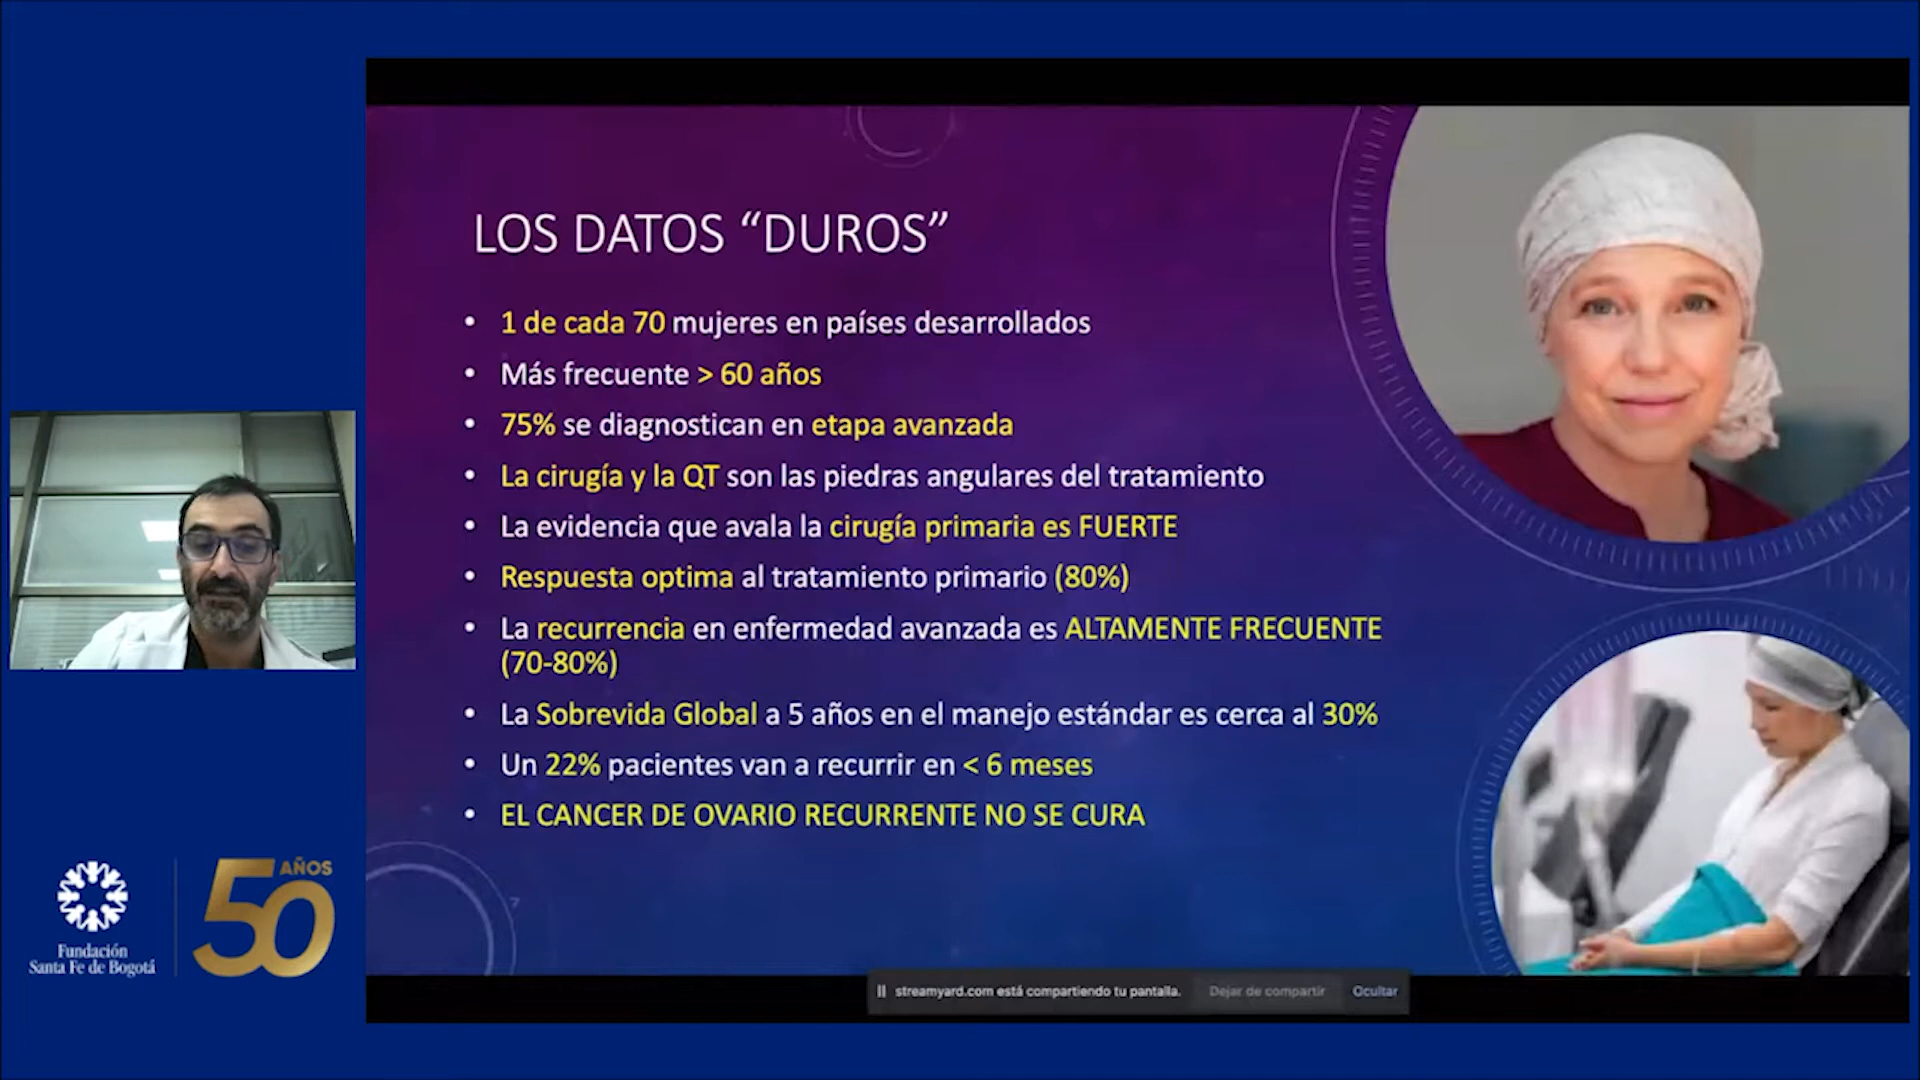 LOS DATOS “DUROS”
• 1 de cada 70 mujeres en países desarrollados
• Más frecuente > 60 años
• 75% se diagnostican en etapa avanzada
• La cirugía y la QT son las piedras angulares del tratamiento
• La evidencia que avala la cirugía primaria es FUERTE
• Respuesta optima al tratamiento primario (80%)
• La recurrencia en enfermedad avanzada es ALTAMENTE FRECUENTE
(70-80%)
• La Sobrevida Global a 5 años en el manejo estándar es cerca al 30%
• Un 22% pacientes van a recurrir en < 6 meses
• EL CANCER DE OVARIO RECURRENTE NO SE CURA
7
Fundación
Santa Fe de Bogotá
50 AÑOS
streamyard.com está compartiendo tu pantalla. Dejar de compartir Ocultar